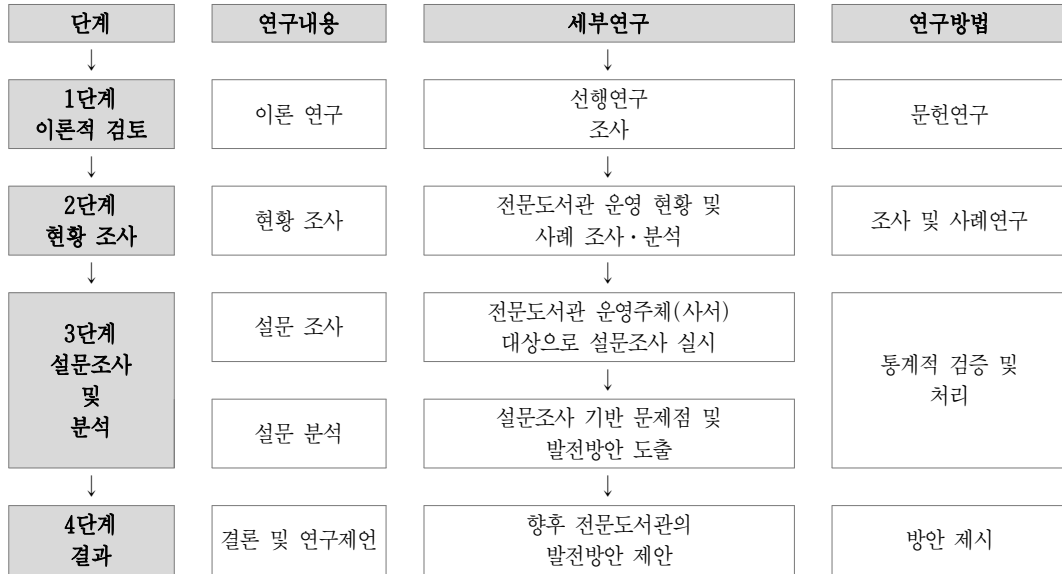 단계 연구내용 세부연구 연구방법
↓ ↓
1단계
이론적 검토
이론 연구
선행연구
조사
문헌연구
↓ ↓
2단계
현황 조사
현황 조사
전문도서관 운영 현황 및
사례 조사·분석
조사 및 사례연구
↓ ↓
3단계
설문조사
및
분석
설문 조사
전문도서관 운영주체(사서)
대상으로 설문조사 실시
↓
설문 분석
설문조사 기반 문제점 및
발전방안 도출
통계적 검증 및
처리
↓ ↓
4단계
결과
결론 및 연구제언
향후 전문도서관의
발전방안 제안
방안 제시